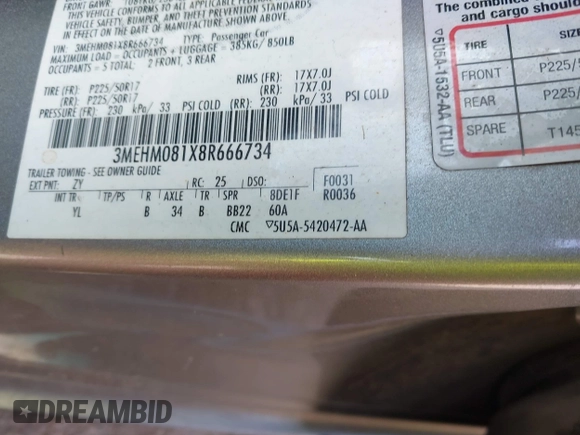 FRONT GAWR
THIS VEHICLE CONFORMS TO ALL APPLICABLE FEDERAL MOTOR
VEHICLE SAFETY, BUMPER, AND THEFT PREVENTION STANDARDS
IN EFFECT ON THE DATE OF MANUFACTURE SHOWN ABOVE.
VIN: 3MEHM081X8R666734 TYPE: Passenger Car
MAXIMUM LOAD = OCCUPANTS + LUGGAGE = 385KG/850LB
OCCUPANTS = 5 TOTAL: 2 FRONT, 3 REAR
TIRE(FR): P225/50R17 RIMS(FR): 17X7.0J
(RR): P225/50R17 (RR): 17X7.0J
PRESSURE(FR): 230 kPa/ 33 PSI COLD (RR): 230 kPa/ 33 PSI COLD
3MEHM081X8R666734
TRAILER TOWING - SEE OWNER GUIDE
EXT PNT: ZY RC: 25 DSO: F0031
INT TR TP/PS R AXLE TR SPR 8DE1F R0036
YL B 34 B BB22 60A
CMC ▽5U5A-5420472-AA
▽5U5A-1532-AA (TLU)
The combined
and cargo should
TIRE SIZE
FRONT P225/5
REAR P225/
SPARE T145
DREAMBID